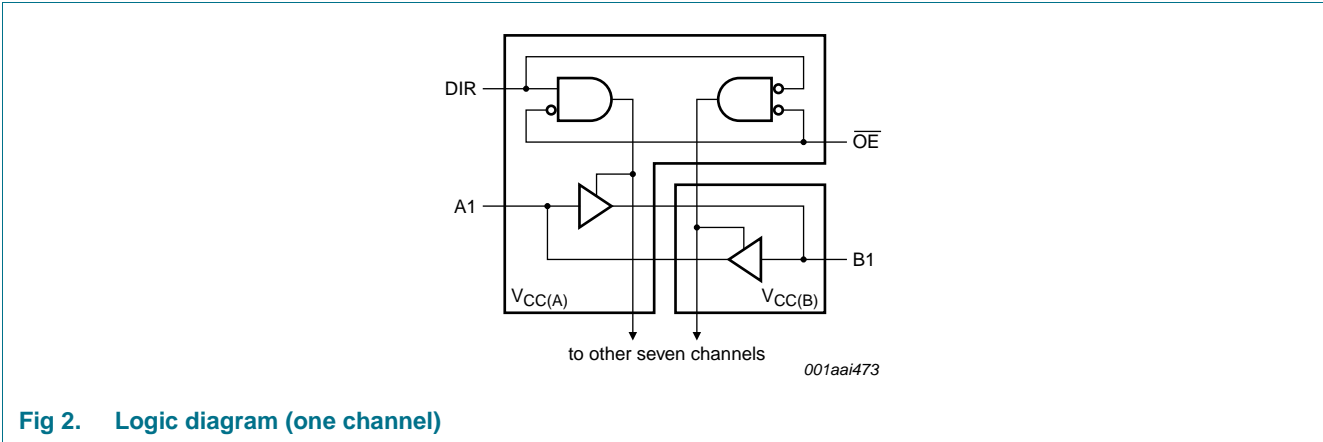 DIR
OE
A1
B1
VCC(A)
VCC(B)
to other seven channels
001aai473
Fig 2. Logic diagram (one channel)